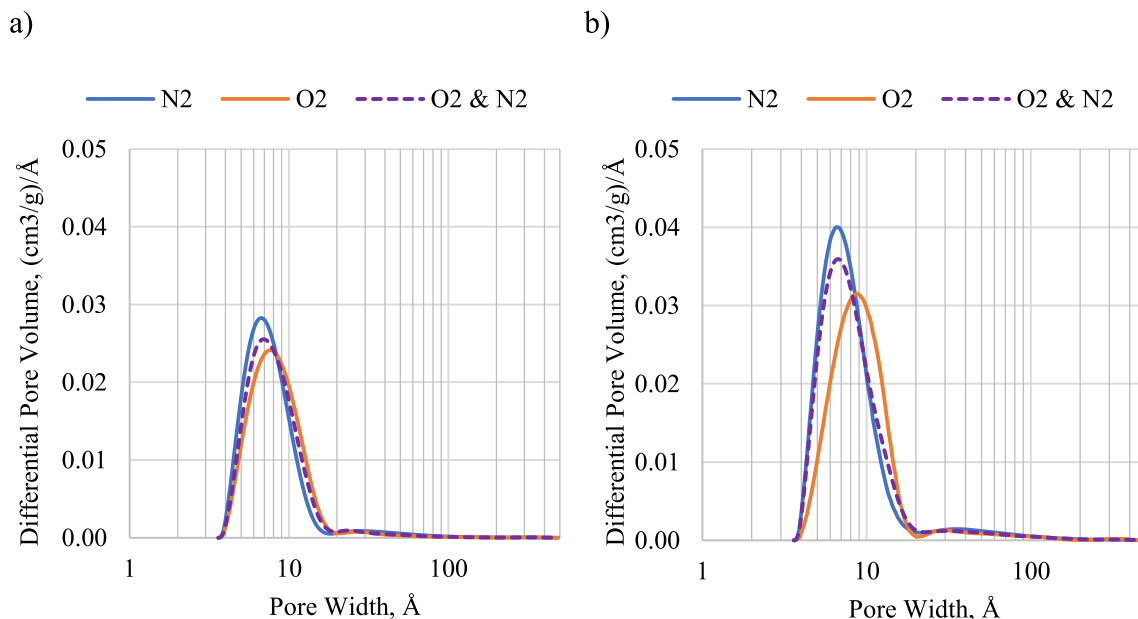 a)
N2 O2 O2 & N2
Differential Pore Volume, (cm3/g)/Å
0.05
0.04
0.03
0.02
0.01
0.00
1 10 100
Pore Width, Å
b)
N2 O2 O2 & N2
Differential Pore Volume, (cm3/g)/Å
0.05
0.04
0.03
0.02
0.01
0.00
1 10 100
Pore Width, Å